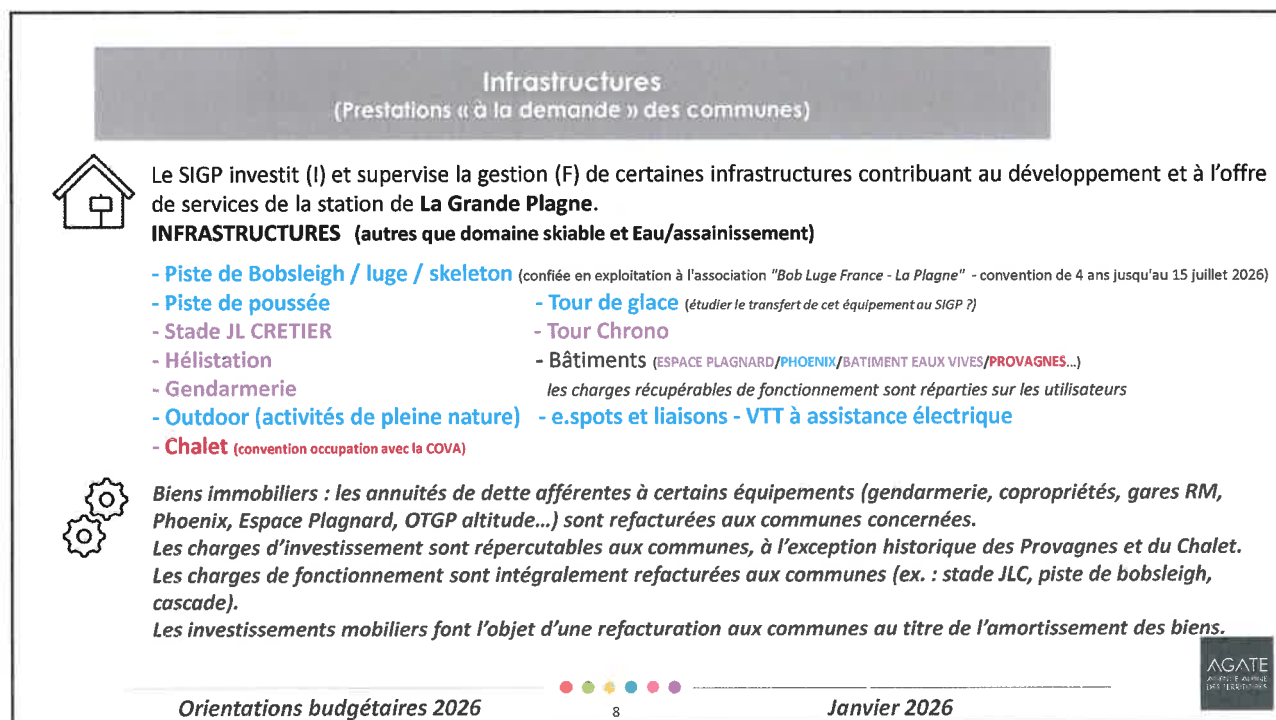 Infrastructures
(Prestations « à la demande » des communes)
Le SIGP investit (I) et supervise la gestion (F) de certaines infrastructures contribuant au développement et à l'offre
de services de la station de La Grande Plagne.
INFRASTRUCTURES (autres que domaine skiable et Eau/assainissement)
- Piste de Bobsleigh / luge / skeleton (confiée en exploitation à l'association "Bob Luge France - La Plagne" - convention de 4 ans jusqu'au 15 juillet 2026)
- Piste de poussée - Tour de glace (étudier le transfert de cet équipement au SIGP ?)
- Stade JL CRETIER - Tour Chrono
- Hélistation - Bâtiments (ESPACE PLAGNARD/PHOENIX/BATIMENT EAUX VIVES/PROVAGNES...)
- Gendarmerie les charges récupérables de fonctionnement sont réparties sur les utilisateurs
- Outdoor (activités de pleine nature) - e.spots et liaisons - VTT à assistance électrique
- Chalet (convention occupation avec la COVA)
Biens immobiliers : les annuités de dette afférentes à certains équipements (gendarmerie, copropriétés, gares RM,
Phoenix, Espace Plagnard, OTGP altitude...) sont refacturées aux communes concernées.
Les charges d'investissement sont répercutables aux communes, à l'exception historique des Provagnes et du Chalet.
Les charges de fonctionnement sont intégralement refacturées aux communes (ex. : stade JLC, piste de bobsleigh,
cascade).
Les investissements mobiliers font l'objet d'une refacturation aux communes au titre de l'amortissement des biens.
AGATE
AGENCE ALPINE
DES TERRITOIRES
Orientations budgétaires 2026 8 Janvier 2026